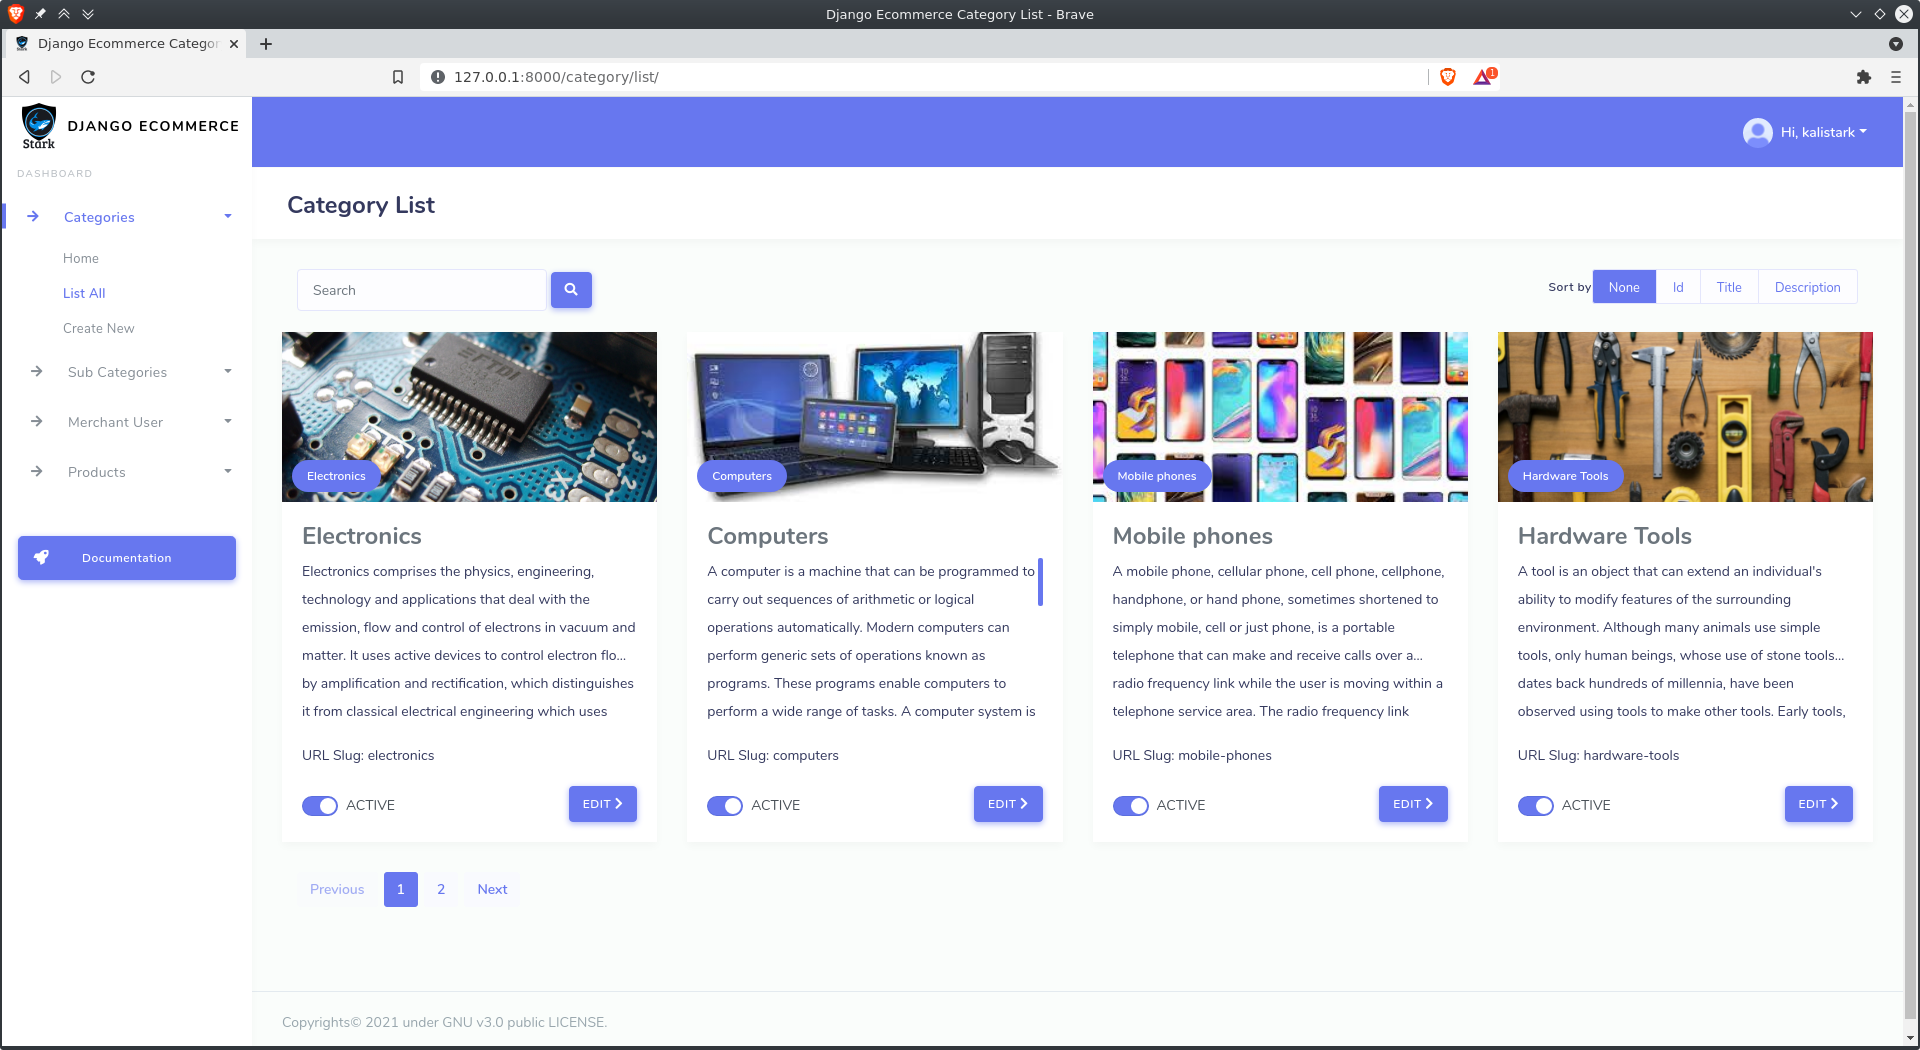 Django Ecommerce Category List - Brave
Django Ecommerce Categor
127.0.0.1:8000/category/list/
1
Stark
DJANGO ECOMMERCE
Hi, kalistark
DASHBOARD
Categories
Home
List All
Create New
Sub Categories
Merchant User
Products
Documentation
Category List
Search
Sort by
None
Id
Title
Description
Electronics
Electronics
Electronics comprises the physics, engineering,
technology and applications that deal with the
emission, flow and control of electrons in vacuum and
matter. It uses active devices to control electron flo...
by amplification and rectification, which distinguishes
it from classical electrical engineering which uses
URL Slug: electronics
ACTIVE
EDIT
Computers
Computers
A computer is a machine that can be programmed to
carry out sequences of arithmetic or logical
operations automatically. Modern computers can
perform generic sets of operations known as
programs. These programs enable computers to
perform a wide range of tasks. A computer system is
URL Slug: computers
ACTIVE
EDIT
Mobile phones
Mobile phones
A mobile phone, cellular phone, cell phone, cellphone,
handphone, or hand phone, sometimes shortened to
simply mobile, cell or just phone, is a portable
telephone that can make and receive calls over a...
radio frequency link while the user is moving within a
telephone service area. The radio frequency link
URL Slug: mobile-phones
ACTIVE
EDIT
Hardware Tools
Hardware Tools
A tool is an object that can extend an individual's
ability to modify features of the surrounding
environment. Although many animals use simple
tools, only human beings, whose use of stone tools...
dates back hundreds of millennia, have been
observed using tools to make other tools. Early tools,
URL Slug: hardware-tools
ACTIVE
EDIT
Previous
1
2
Next
Copyrights© 2021 under GNU v3.0 public LICENSE.